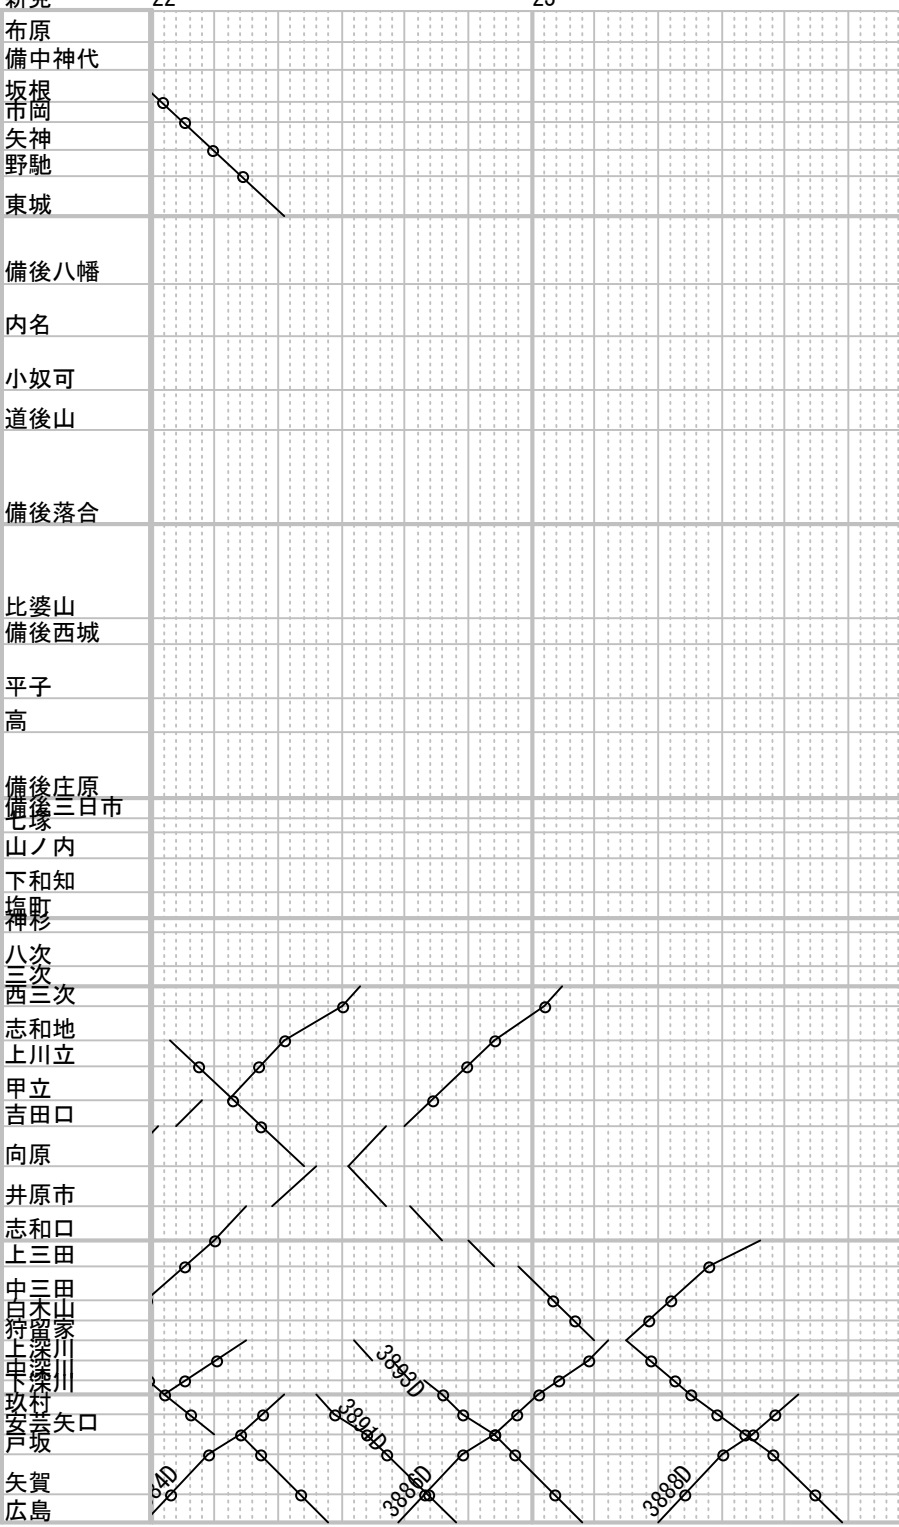 新見
22
23
布原
備中神代
坂根
市岡
矢神
野馳
東城
備後八幡
内名
小奴可
道後山
備後落合
比婆山
備後西城
平子
高
備後庄原
備後三日市
七塚
山ノ内
下和知
塩町
神杉
八次
三次
西三次
志和地
上川立
甲立
吉田口
向原
井原市
志和口
上三田
中三田
白木山
狩留家
上深川
中深川
下深川
玖村
安芸矢口
戸坂
矢賀
広島
3893D
3891D
84D
3886D
3888D